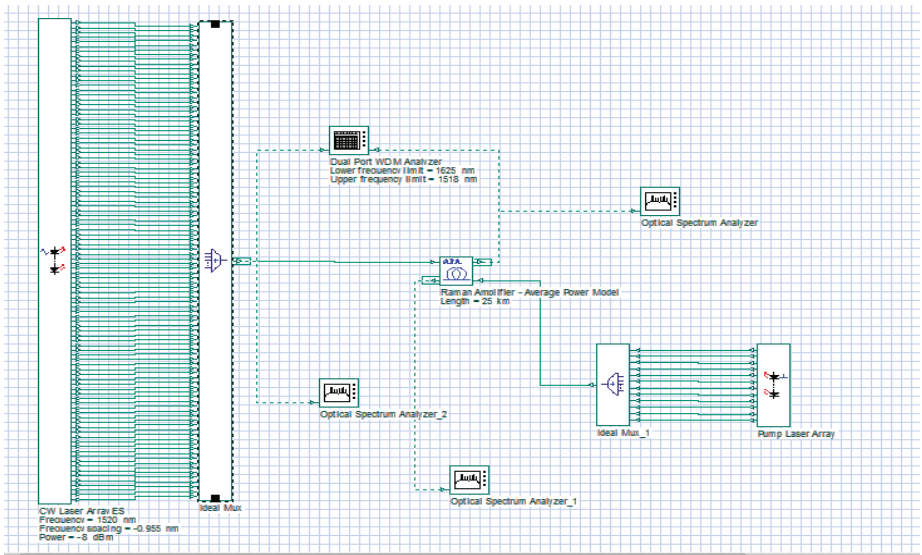 Dual Port WDM Analyzer
Lower frequency limit = 1625 nm
Upper frequency limit = 1518 nm
Optical Spectrum Analyzer
Raman Amplifier - Average Power Model
Length = 25 km
Optical Spectrum Analyzer_2
Ideal Mux_1
Pump Laser Array
Optical Spectrum Analyzer_1
CW Laser Array ES
Frequency = 1520 nm
Frequency spacing = -0.955 nm
Power = -8 dBm
Ideal Mux